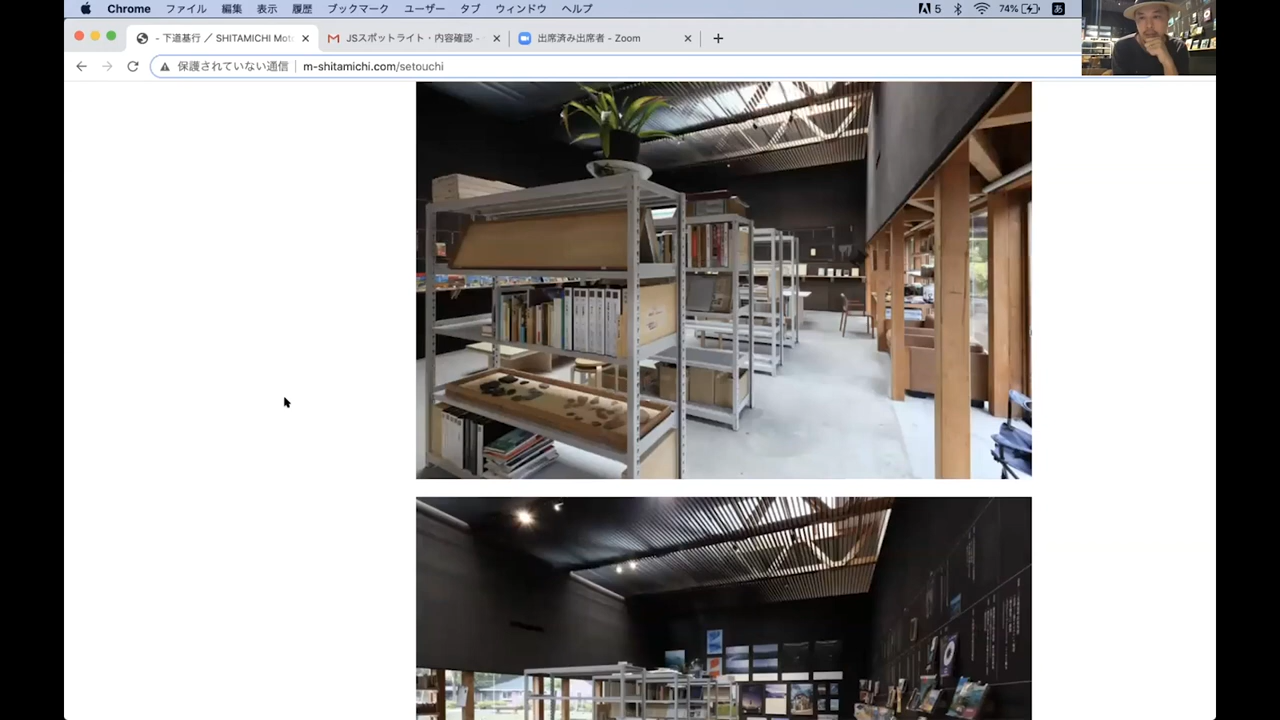 Chrome ファイル 編集 表示 履歴 ブックマーク ユーザー タブ ウィンドウ ヘルプ 5 74% あ
- 下道基行 ／ SHITAMICHI Mot
JSスポットライト・内容確認 -
出席済み出席者 - Zoom
保護されていない通信 | m-shitamichi.com/setouchi